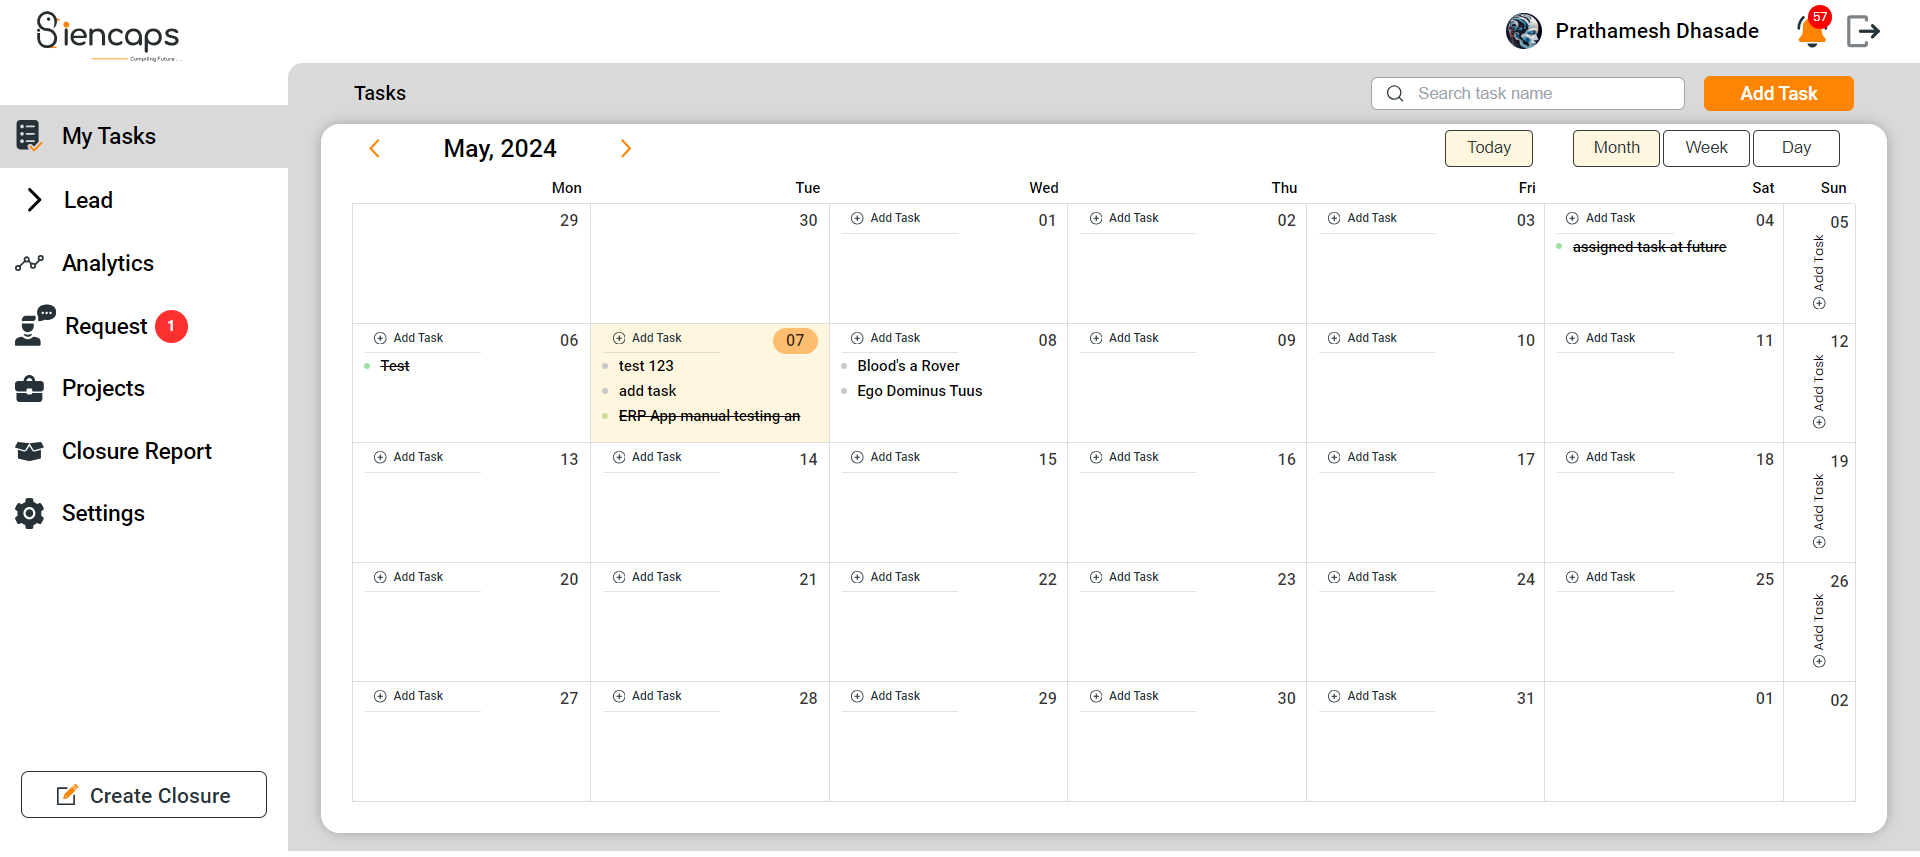 Siencaps
Compiling Future . . .
Prathamesh Dhasade
57
My Tasks
Lead
Analytics
Request 1
Projects
Closure Report
Settings
Create Closure
Tasks
Search task name
Add Task
May, 2024
Today
Month Week Day
Mon Tue Wed Thu Fri Sat Sun
29
30
Add Task 01
Add Task 02
Add Task 03
Add Task 04
assigned task at future
05
Add Task
Add Task 06
Test
Add Task 07
test 123
add task
ERP App manual testing an
Add Task 08
Blood's a Rover
Ego Dominus Tuus
Add Task 09
Add Task 10
Add Task 11
12
Add Task
Add Task 13
Add Task 14
Add Task 15
Add Task 16
Add Task 17
Add Task 18
19
Add Task
Add Task 20
Add Task 21
Add Task 22
Add Task 23
Add Task 24
Add Task 25
26
Add Task
Add Task 27
Add Task 28
Add Task 29
Add Task 30
Add Task 31
01
02